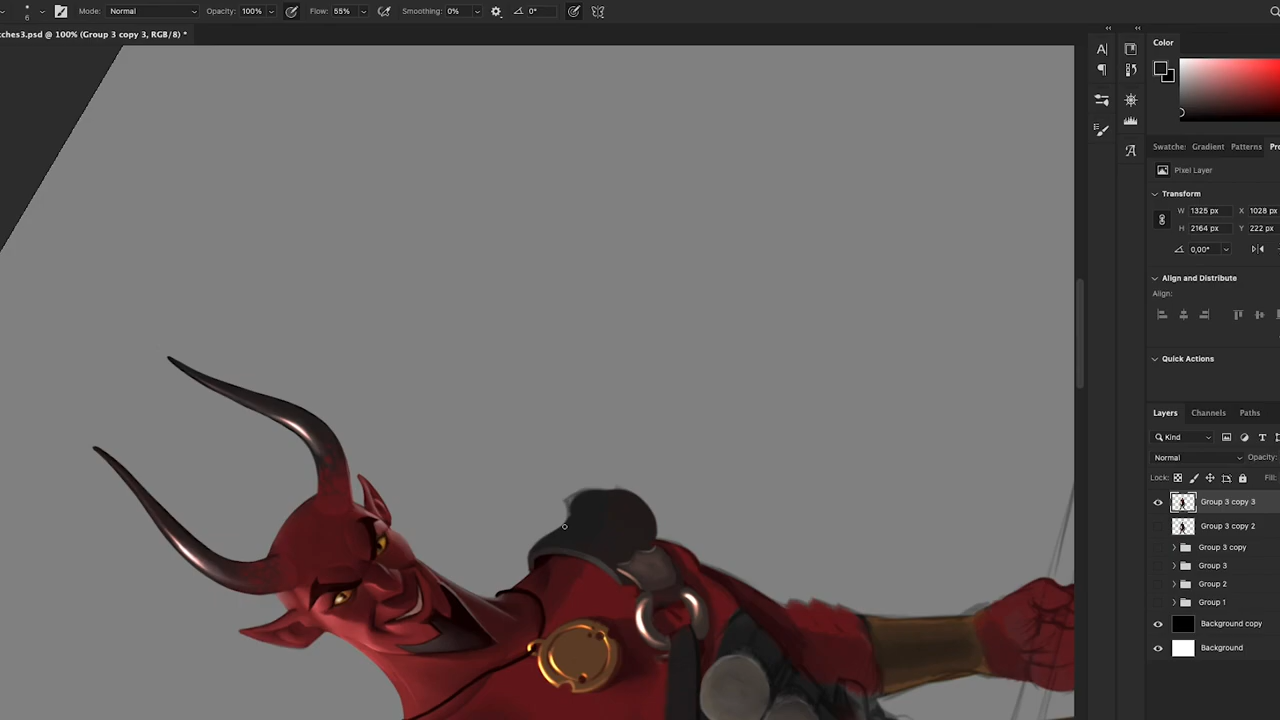 6 Mode: Normal Opacity: 100% Flow: 55% Smoothing: 0% 0°
ches3.psd @ 100% (Group 3 copy 3, RGB/8) *
Color
Swatche: Gradient Patterns Pro
Pixel Layer
Transform
W 1325 px X 1028 px
H 2164 px Y 222 px
0,00°
Align and Distribute
Align:
Quick Actions
Layers Channels Paths
Kind
Normal Opacity:
Lock: Fill:
Group 3 copy 3
Group 3 copy 2
Group 3 copy
Group 3
Group 2
Group 1
Background copy
Background